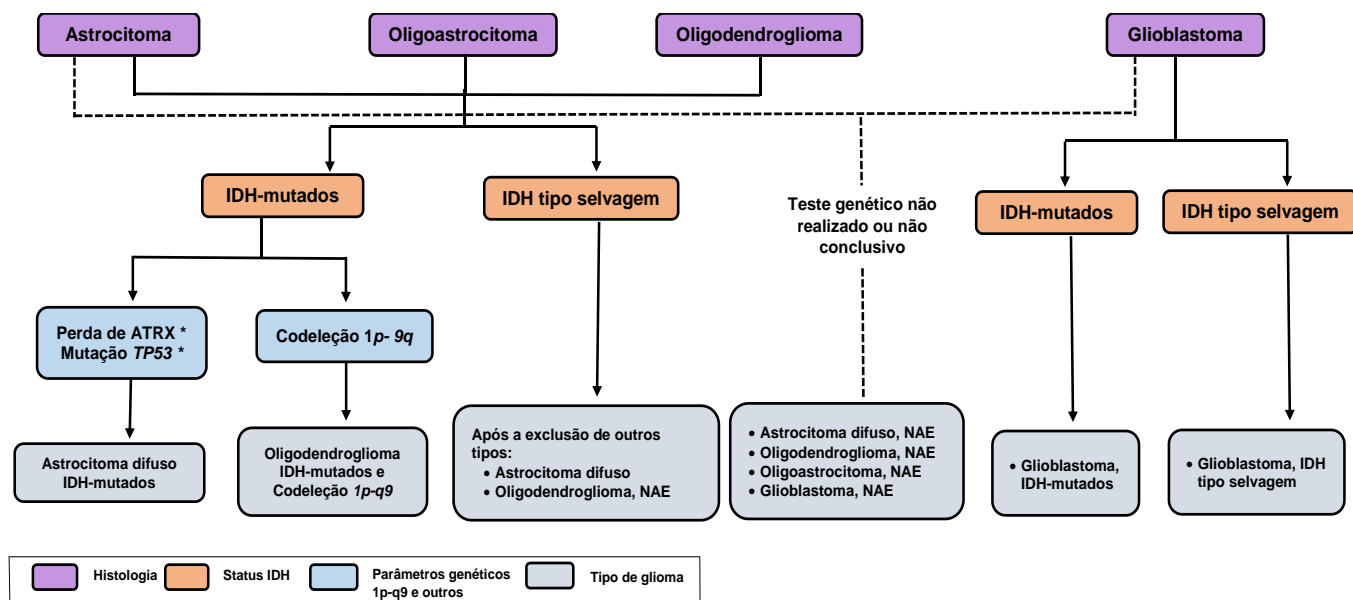 Astrocitoma
Oligoastrocitoma
Oligodendroglioma
Glioblastoma
IDH-mutados
IDH tipo selvagem
Teste genético não
realizado ou não
conclusivo
IDH-mutados
IDH tipo selvagem
Perda de ATRX *
Mutação TP53 *
Codeleção 1p- 9q
Astrocitoma difuso
IDH-mutados
Oligodendroglioma
IDH-mutados e
Codeleção 1p-q9
Após a exclusão de outros
tipos:
• Astrocitoma difuso
• Oligodendroglioma, NAE
• Astrocitoma difuso, NAE
• Oligodendroglioma, NAE
• Oligoastrocitoma, NAE
• Glioblastoma, NAE
• Glioblastoma,
IDH-mutados
• Glioblastoma, IDH
tipo selvagem
Histologia
Status IDH
Parâmetros genéticos
1p-q9 e outros
Tipo de glioma